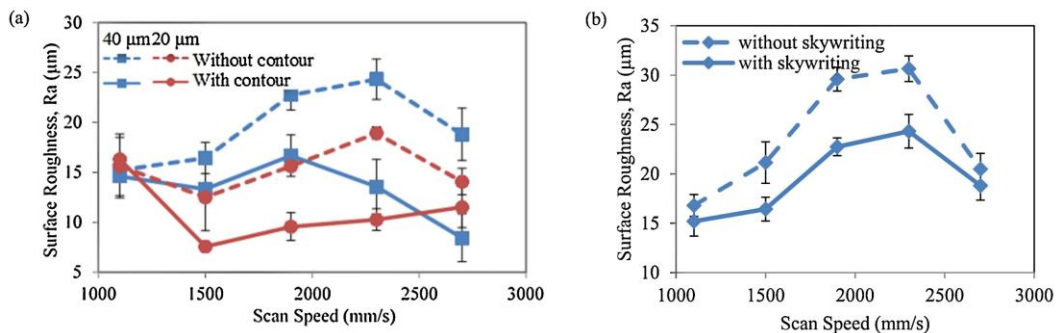 (a)
Surface Roughness, Ra (μm)
30
25
20
15
10
5
40 μm 20 μm
Without contour
With contour
1000 1500 2000 2500 3000
Scan Speed (mm/s)
(b)
Surface Roughness, Ra (μm)
35
30
25
20
15
10
without skywriting
with skywriting
1000 1500 2000 2500 3000
Scan Speed (mm/s)